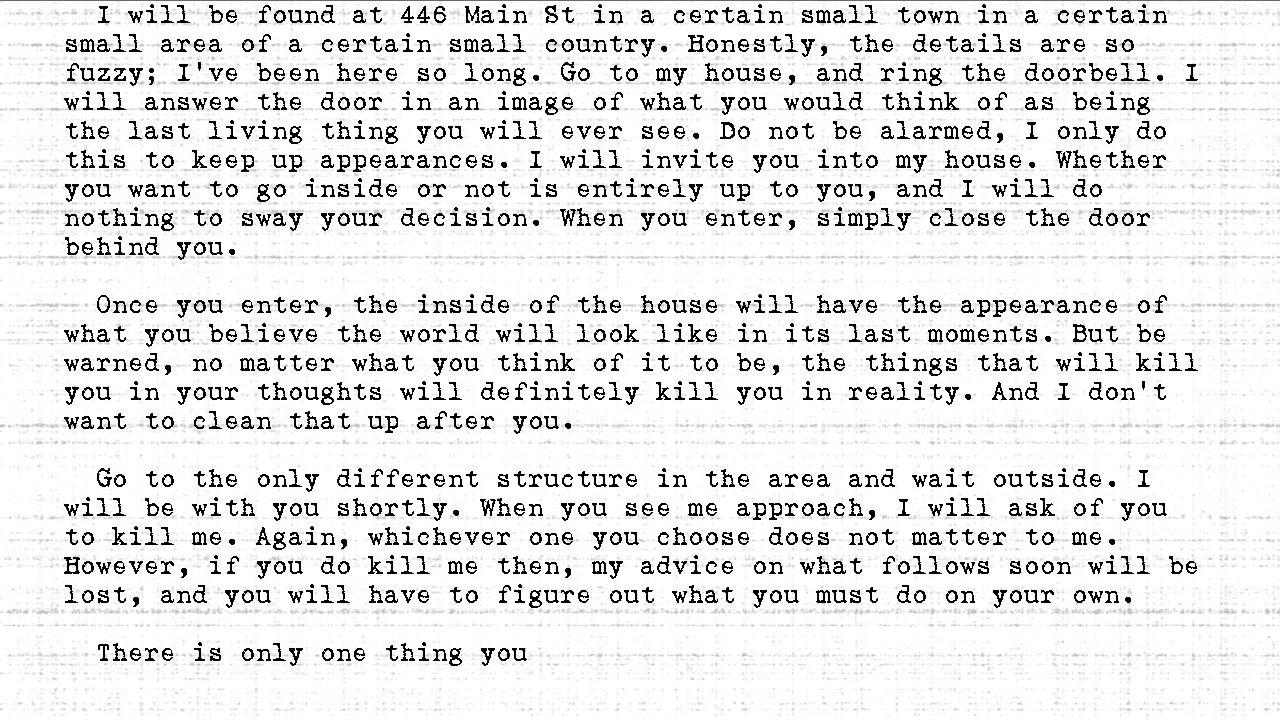 I will be found at 446 Main St in a certain small town in a certain
small area of a certain small country. Honestly, the details are so
fuzzy; I've been here so long. Go to my house, and ring the doorbell. I
will answer the door in an image of what you would think of as being
the last living thing you will ever see. Do not be alarmed, I only do
this to keep up appearances. I will invite you into my house. Whether
you want to go inside or not is entirely up to you, and I will do
nothing to sway your decision. When you enter, simply close the door
behind you.
Once you enter, the inside of the house will have the appearance of
what you believe the world will look like in its last moments. But be
warned, no matter what you think of it to be, the things that will kill
you in your thoughts will definitely kill you in reality. And I don't
want to clean that up after you.
Go to the only different structure in the area and wait outside. I
will be with you shortly. When you see me approach, I will ask of you
to kill me. Again, whichever one you choose does not matter to me.
However, if you do kill me then, my advice on what follows soon will be
lost, and you will have to figure out what you must do on your own.
There is only one thing you